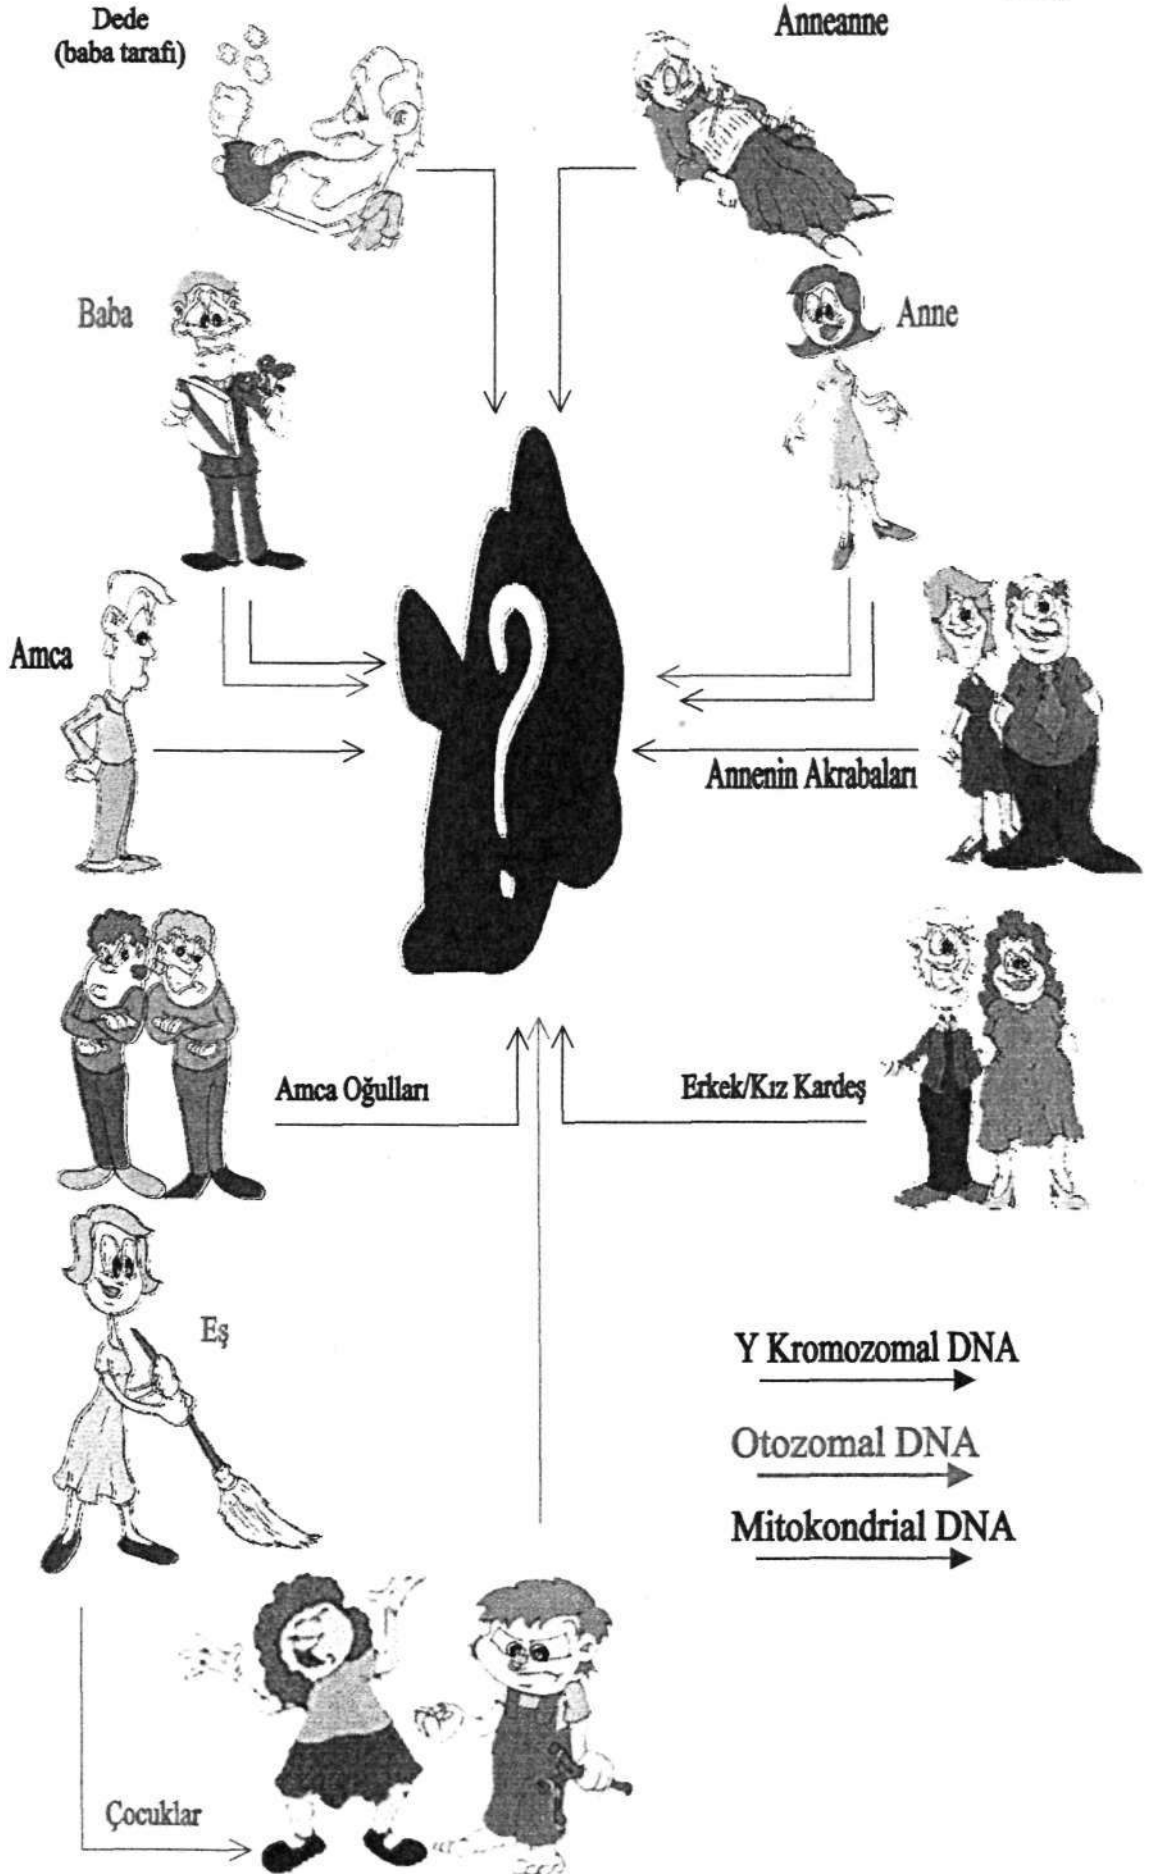 Dede
(baba tarafı)
Anneanne
Baba
Anne
Amca
?
Annenin Akrabaları
Amca Oğulları
Erkek/Kız Kardeş
Eş
Y Kromozomal DNA
Otozomal DNA
Mitokondrial DNA
Çocuklar